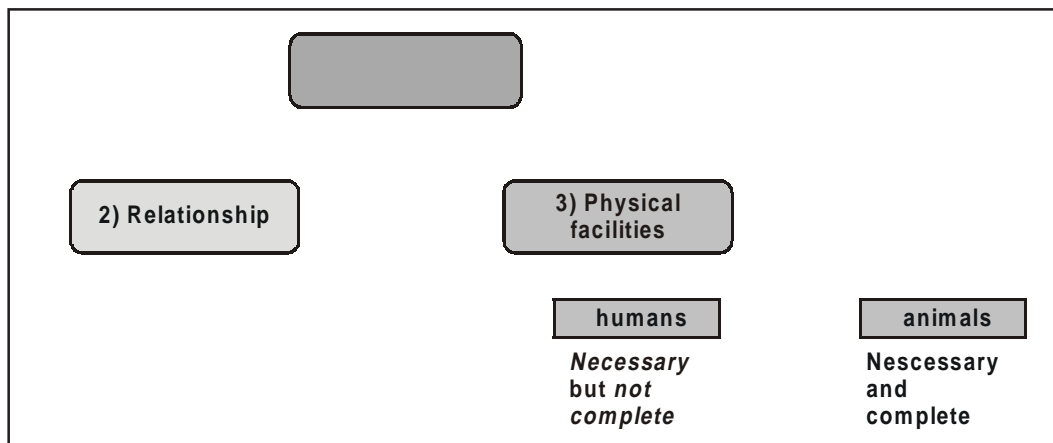 2) Relationship
3) Physical
facilities
humans
animals
Necessary
but not
complete
Nescessary
and
complete